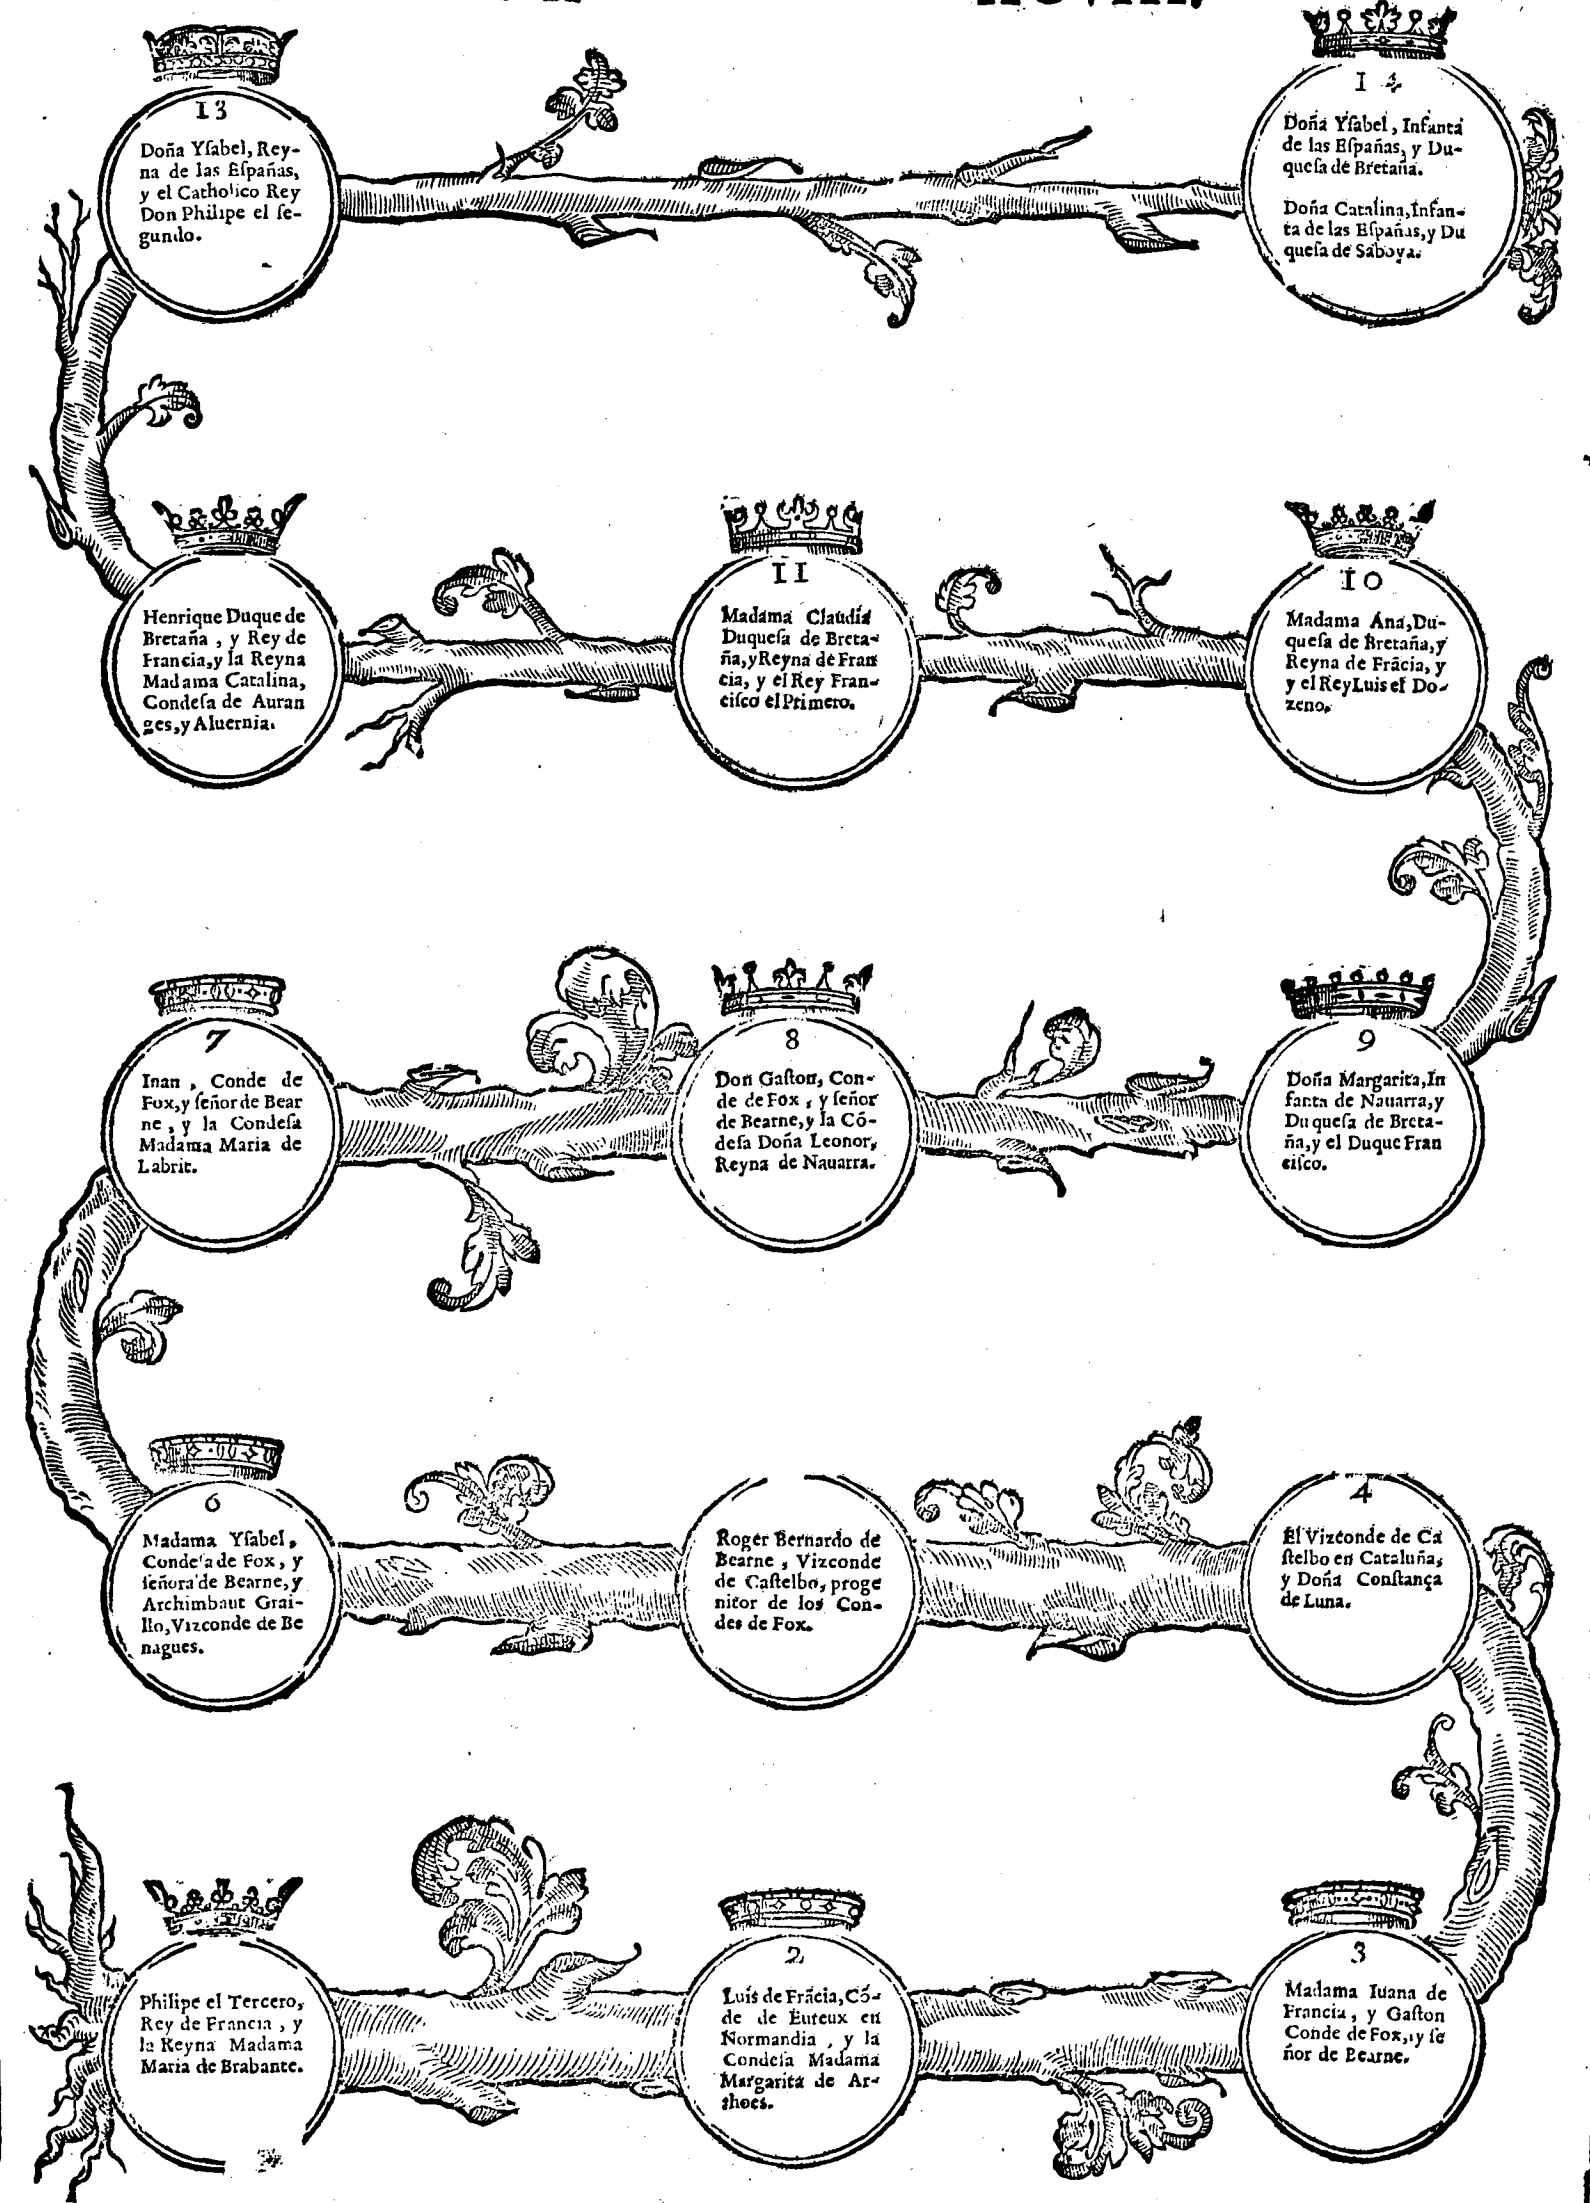 13
Doña Yſabel, Rey-
na de las Eſpañas,
y el Catholico Rey
Don Philipe el ſe-
gundo.
14
Doña Yſabel, Infanta
de las Eſpañas, y Du-
queſa de Bretaña.
Doña Catalina, Infan-
ta de las Eſpañas, y Du
queſa de Saboya.
Henrique Duque de
Bretaña, y Rey de
Francia, y la Reyna
Madama Catalina,
Condeſa de Auran
ges, y Aluernia.
11
Madama Claudia
Duqueſa de Breta-
ña, y Reyna de Fran
cia, y el Rey Fran-
ciſco el Primero.
10
Madama Ana, Du-
queſa de Bretaña, y
Reyna de Frãcia, y
y el Rey Luis el Do-
zeno.
7
Iuan, Conde de
Fox, y ſeñor de Bear
ne, y la Condeſa
Madama Maria de
Labrit.
8
Don Gaſton, Con-
de de Fox, y ſeñor
de Bearne, y la Cõ-
deſa Doña Leonor,
Reyna de Nauarra.
9
Doña Margarita, In
fanta de Nauarra, y
Duqueſa de Breta-
ña, y el Duque Fran
ciſco.
6
Madama Yſabel,
Condeſa de Fox, y
ſeñora de Bearne, y
Archimbaut Grai-
llo, Vizconde de Be
nagues.
Roger Bernardo de
Bearne, Vizconde
de Caſtelbo, proge
nitor de los Con-
des de Fox.
4
El Vizconde de Ca
ſtelbo en Cataluña,
y Doña Conſtança
de Luna.
Philipe el Tercero,
Rey de Francia, y
la Reyna Madama
Maria de Brabante.
2
Luis de Frãcia, Cõ-
de de Eureux en
Normandia, y la
Condeſa Madama
Margarita de Ar-
thoes.
3
Madama Iuana de
Francia, y Gaſton
Conde de Fox, y ſe
ñor de Bearne.